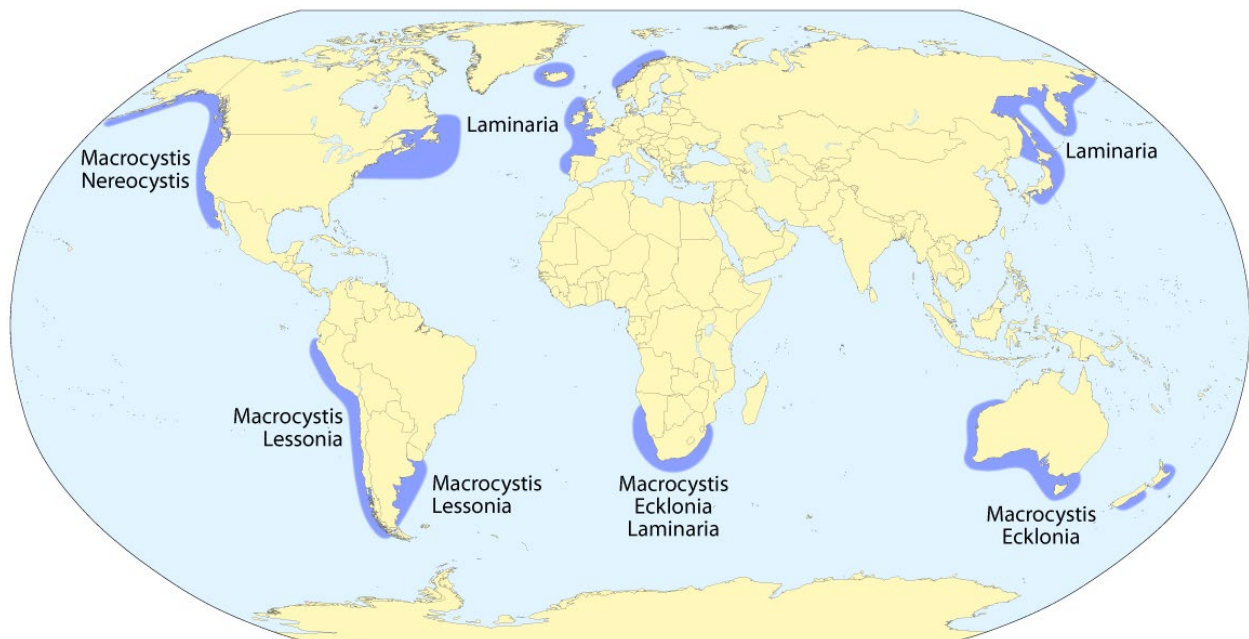 Laminaria
Macrocystis
Nereocystis
Laminaria
Macrocystis
Lessonia
Macrocystis
Lessonia
Macrocystis
Ecklonia
Laminaria
Macrocystis
Ecklonia